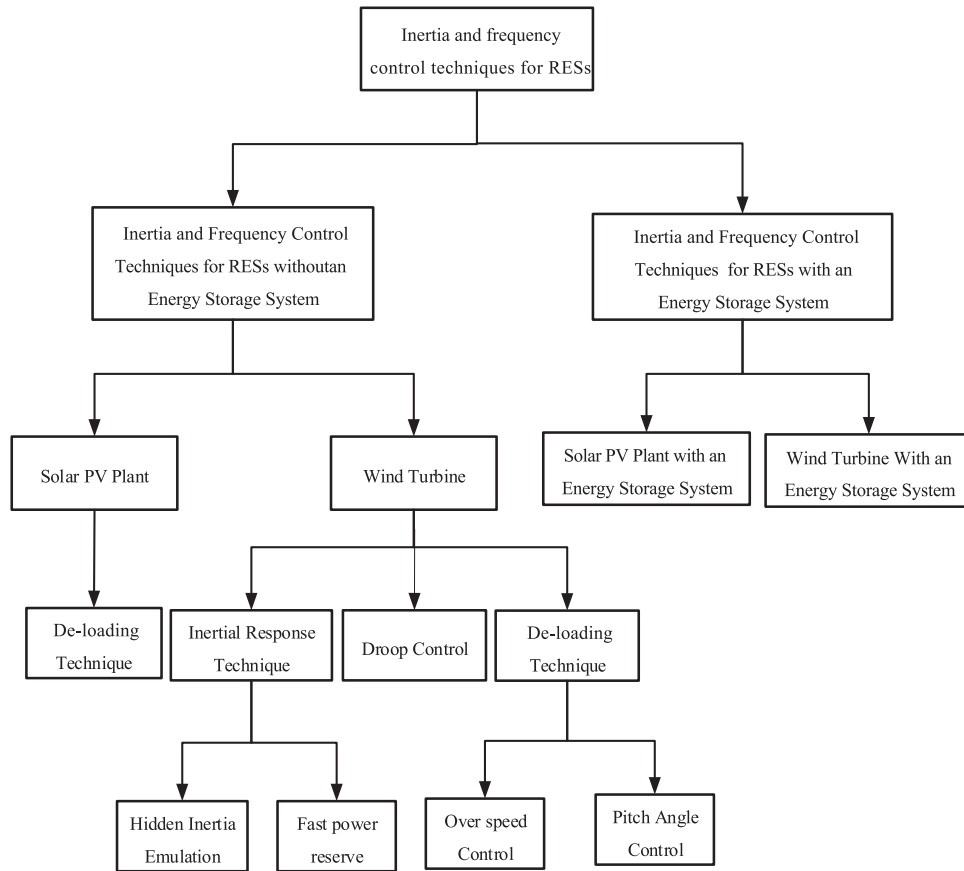 Inertia and frequency
control techniques for RESs
Inertia and Frequency Control
Techniques for RESs withoutan
Energy Storage System
Inertia and Frequency Control
Techniques for RESs with an
Energy Storage System
Solar PV Plant
Wind Turbine
Solar PV Plant with an
Energy Storage System
Wind Turbine With an
Energy Storage System
De-loading
Technique
Inertial Response
Technique
Droop Control
De-loading
Technique
Hidden Inertia
Emulation
Fast power
reserve
Over speed
Control
Pitch Angle
Control